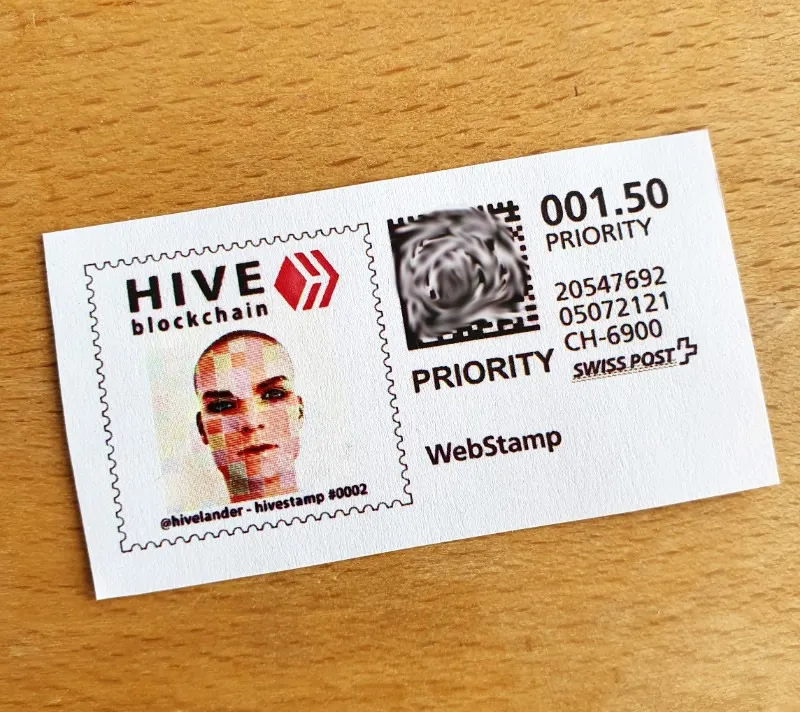 HIVE
blockchain
@hivelander - hivestamp #0002
PRIORITY
WebStamp
001.50
PRIORITY
20547692
05072121
CH-6900
SWISS POST